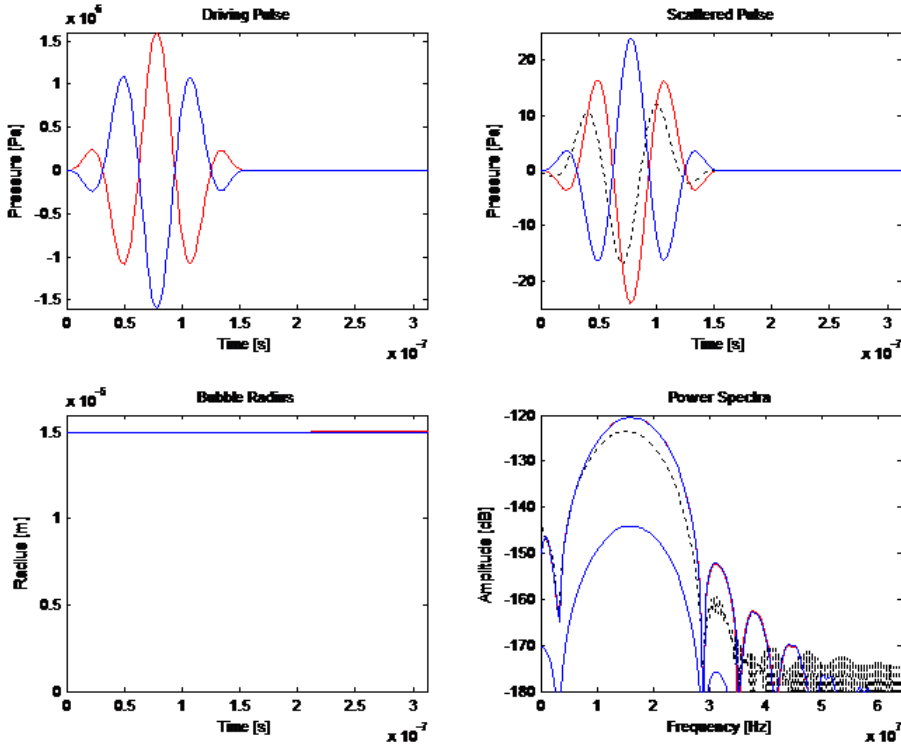 Driving Pulse
x 10^6
1.5
1
0.5
0
-0.5
-1
-1.5
Pressure [Pa]
0 0.5 1 1.5 2 2.5 3
Time [s]
x 10^-7
Scattered Pulse
20
10
0
-10
-20
Pressure [Pa]
0 0.5 1 1.5 2 2.5 3
Time [s]
x 10^-7
Bubble Radius
x 10^-5
1.5
1
0.5
0
Radius [m]
0 0.5 1 1.5 2 2.5 3
Time [s]
x 10^-7
Power Spectra
-120
-130
-140
-150
-160
-170
-180
Amplitude [dB]
0 1 2 3 4 5 6
Frequency [Hz]
x 10^7